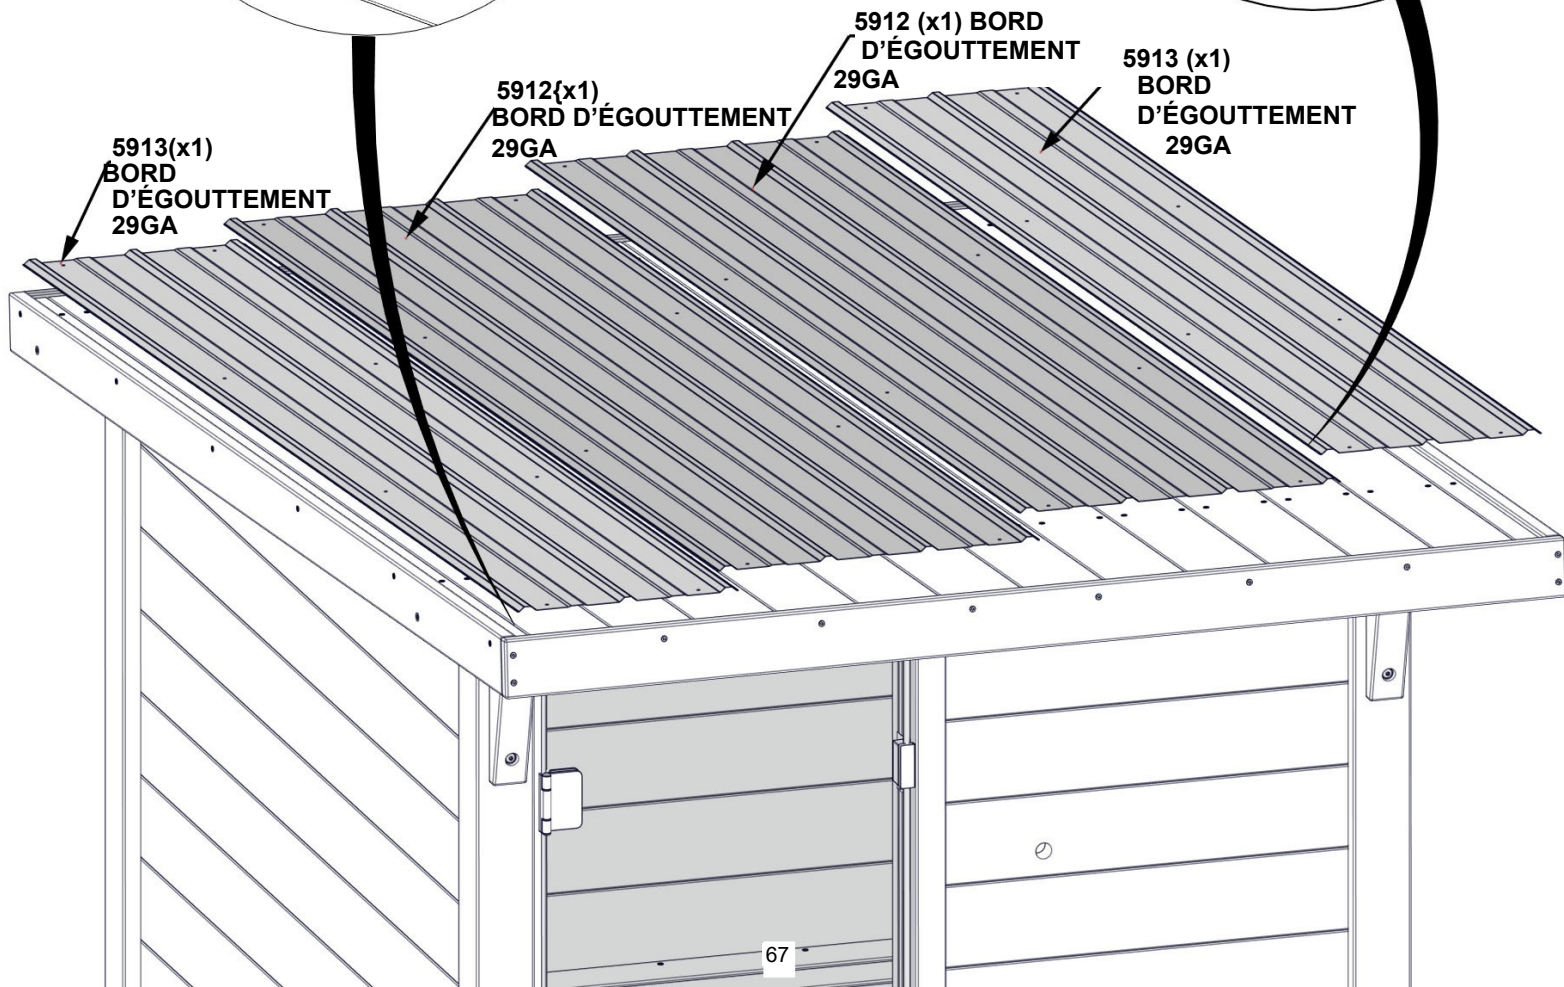 5912 (x1) BORD
D’ÉGOUTTEMENT
29GA
5913 (x1)
BORD
D’ÉGOUTTEMENT
29GA
5912{x1)
BORD D’ÉGOUTTEMENT
29GA
5913(x1)
BORD
D’ÉGOUTTEMENT
29GA
67